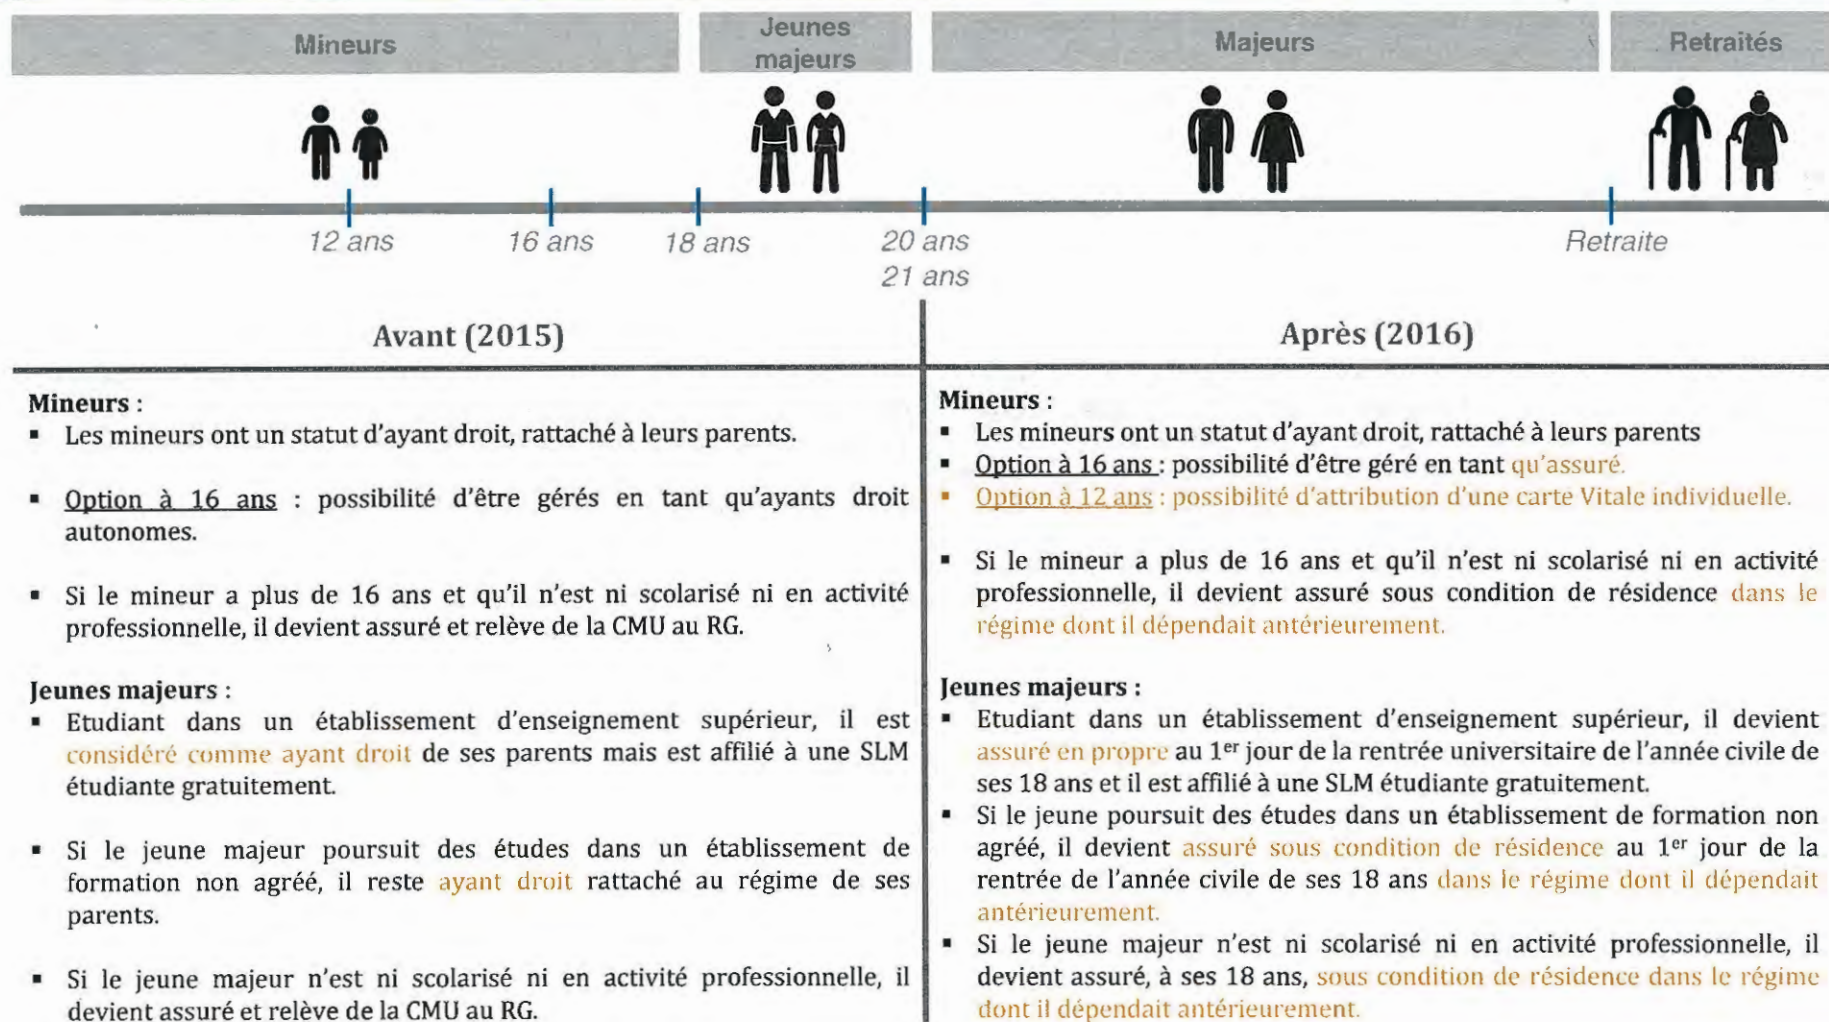 Mineurs
Jeunes
majeurs
Majeurs
Retraités
12 ans
16 ans
18 ans
20 ans
21 ans
Retraite
Avant (2015)
Mineurs :
▪ Les mineurs ont un statut d'ayant droit, rattaché à leurs parents.
▪ Option à 16 ans : possibilité d'être gérés en tant qu'ayants droit
autonomes.
▪ Si le mineur a plus de 16 ans et qu'il n'est ni scolarisé ni en activité
professionnelle, il devient assuré et relève de la CMU au RG.
Jeunes majeurs :
▪ Etudiant dans un établissement d'enseignement supérieur, il est
considéré comme ayant droit de ses parents mais est affilié à une SLM
étudiante gratuitement.
▪ Si le jeune majeur poursuit des études dans un établissement de
formation non agréé, il reste ayant droit rattaché au régime de ses
parents.
▪ Si le jeune majeur n'est ni scolarisé ni en activité professionnelle, il
devient assuré et relève de la CMU au RG.
Après (2016)
Mineurs :
▪ Les mineurs ont un statut d'ayant droit, rattaché à leurs parents
▪ Option à 16 ans : possibilité d'être géré en tant qu'assuré.
▪ Option à 12 ans : possibilité d'attribution d'une carte Vitale individuelle.
▪ Si le mineur a plus de 16 ans et qu'il n'est ni scolarisé ni en activité
professionnelle, il devient assuré sous condition de résidence dans le
régime dont il dépendait antérieurement.
Jeunes majeurs :
▪ Etudiant dans un établissement d'enseignement supérieur, il devient
assuré en propre au 1er jour de la rentrée universitaire de l'année civile de
ses 18 ans et il est affilié à une SLM étudiante gratuitement.
▪ Si le jeune poursuit des études dans un établissement de formation non
agréé, il devient assuré sous condition de résidence au 1er jour de la
rentrée de l'année civile de ses 18 ans dans le régime dont il dépendait
antérieurement.
▪ Si le jeune majeur n'est ni scolarisé ni en activité professionnelle, il
devient assuré, à ses 18 ans, sous condition de résidence dans le régime
dont il dépendait antérieurement.